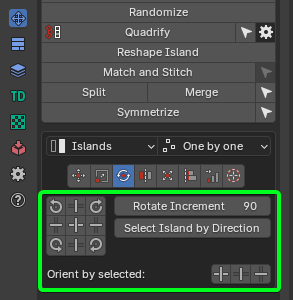 Randomize
Quadrify
Reshape Island
Match and Stitch
Split Merge
Symmetrize
TD
Islands One by one
Rotate Increment 90
Select Island by Direction
Orient by selected: